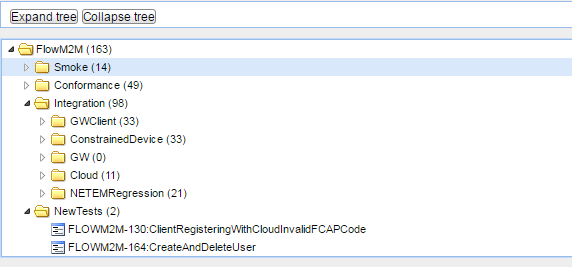 Expand tree Collapse tree
FlowM2M (163)
Smoke (14)
Conformance (49)
Integration (98)
GWClient (33)
ConstrainedDevice (33)
GW (0)
Cloud (11)
NETEMRegression (21)
NewTests (2)
FLOWM2M-130:ClientRegisteringWithCloudInvalidFCAPCode
FLOWM2M-164:CreateAndDeleteUser